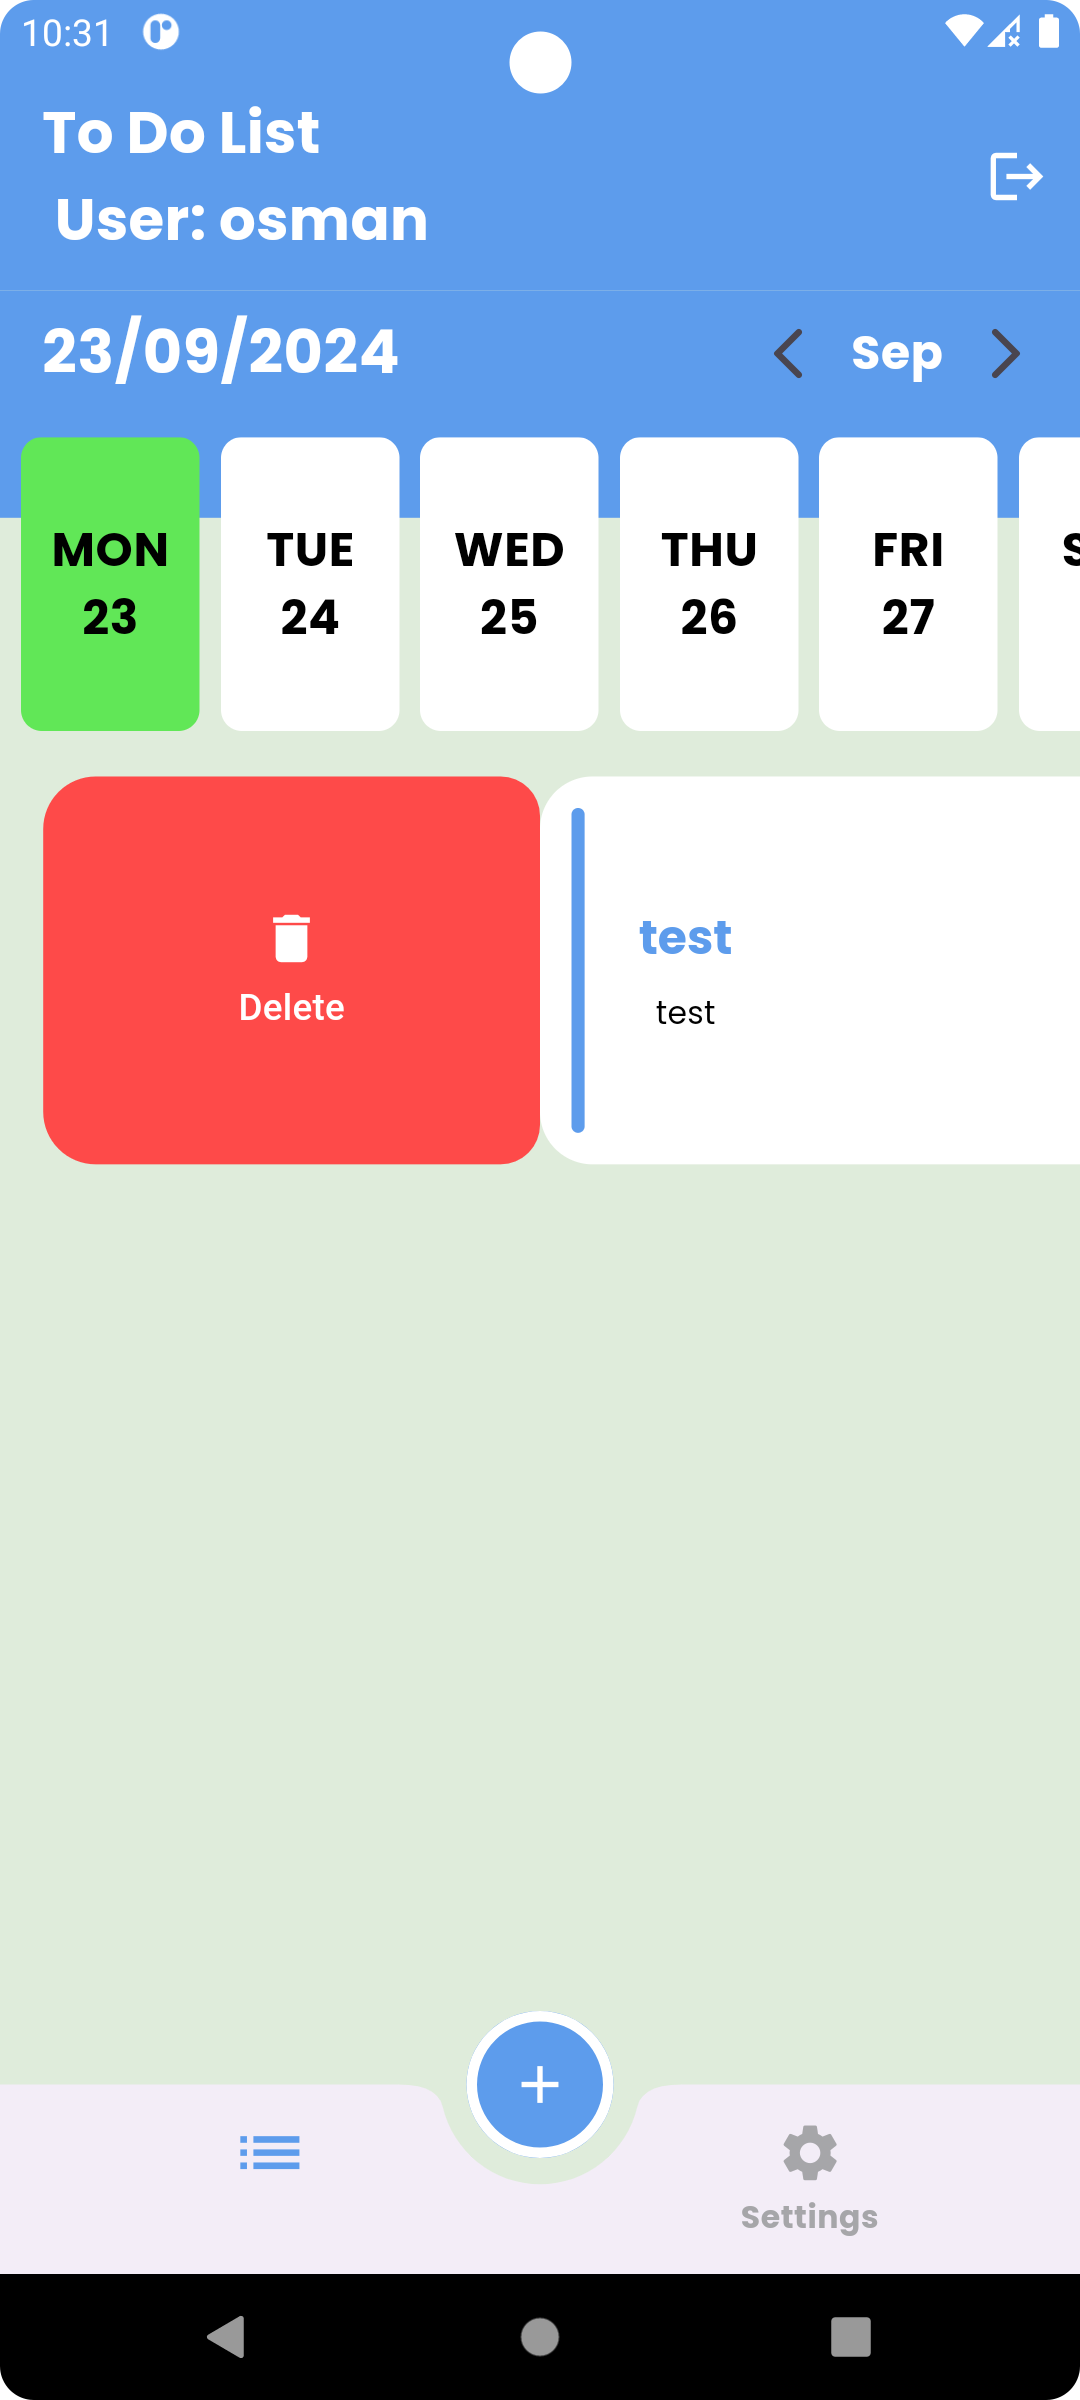 10:31
To Do List
User: osman
23/09/2024
Sep
MON
23
TUE
24
WED
25
THU
26
FRI
27
S
Delete
test
test
Settings